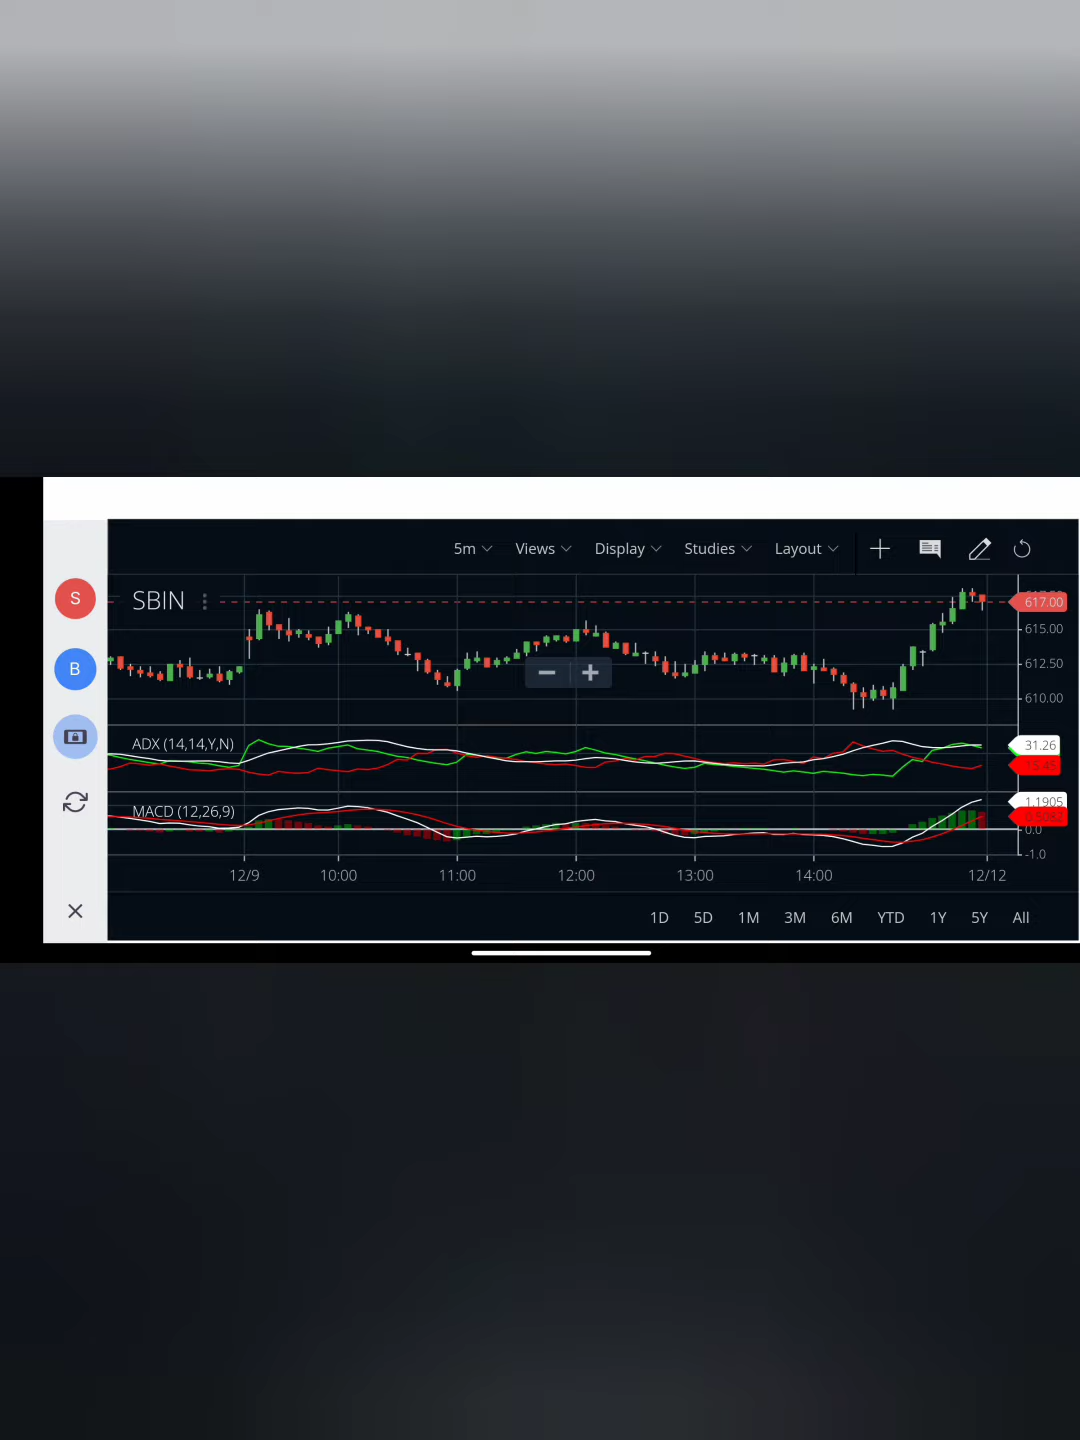 5m Views Display Studies Layout
S
SBIN
617.00
615.00
B
612.50
610.00
ADX (14,14,Y,N)
31.26
MACD (12,26,9)
1.1905
0.0
-1.0
12/9 10:00 11:00 12:00 13:00 14:00 12/12
1D 5D 1M 3M 6M YTD 1Y 5Y All